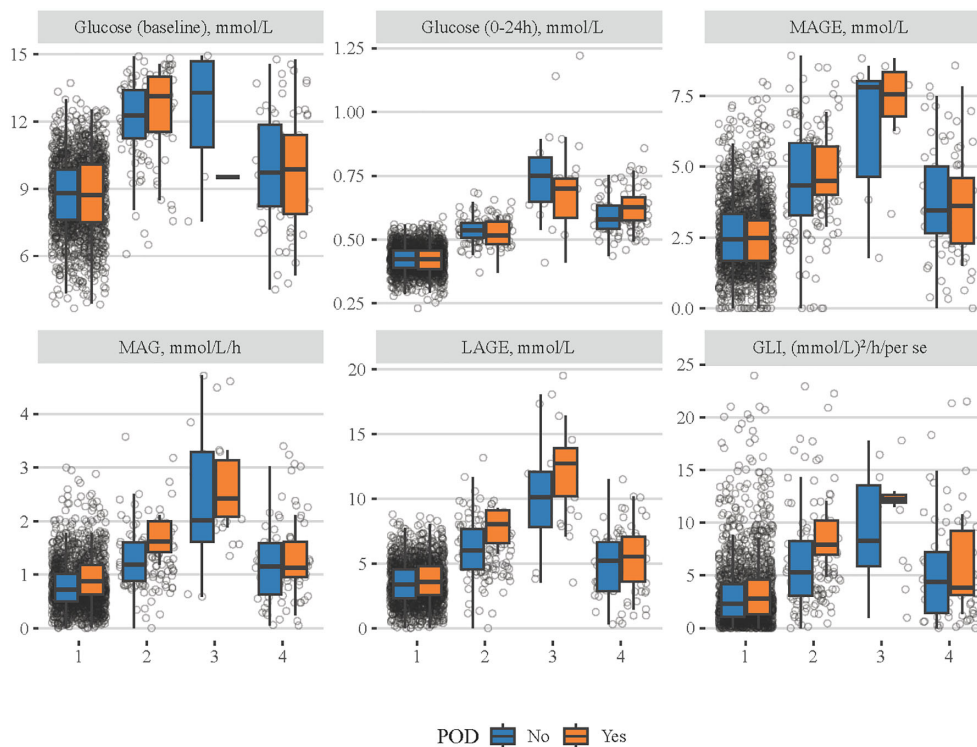 Glucose (baseline), mmol/L
Glucose (0-24h), mmol/L
MAGE, mmol/L
15
12
9
6
1.25
1.00
0.75
0.50
0.25
7.5
5.0
2.5
0.0
MAG, mmol/L/h
LAGE, mmol/L
GLI, (mmol/L)²/h/per se
4
3
2
1
0
20
15
10
5
0
25
20
15
10
5
0
1 2 3 4
1 2 3 4
1 2 3 4
POD No Yes